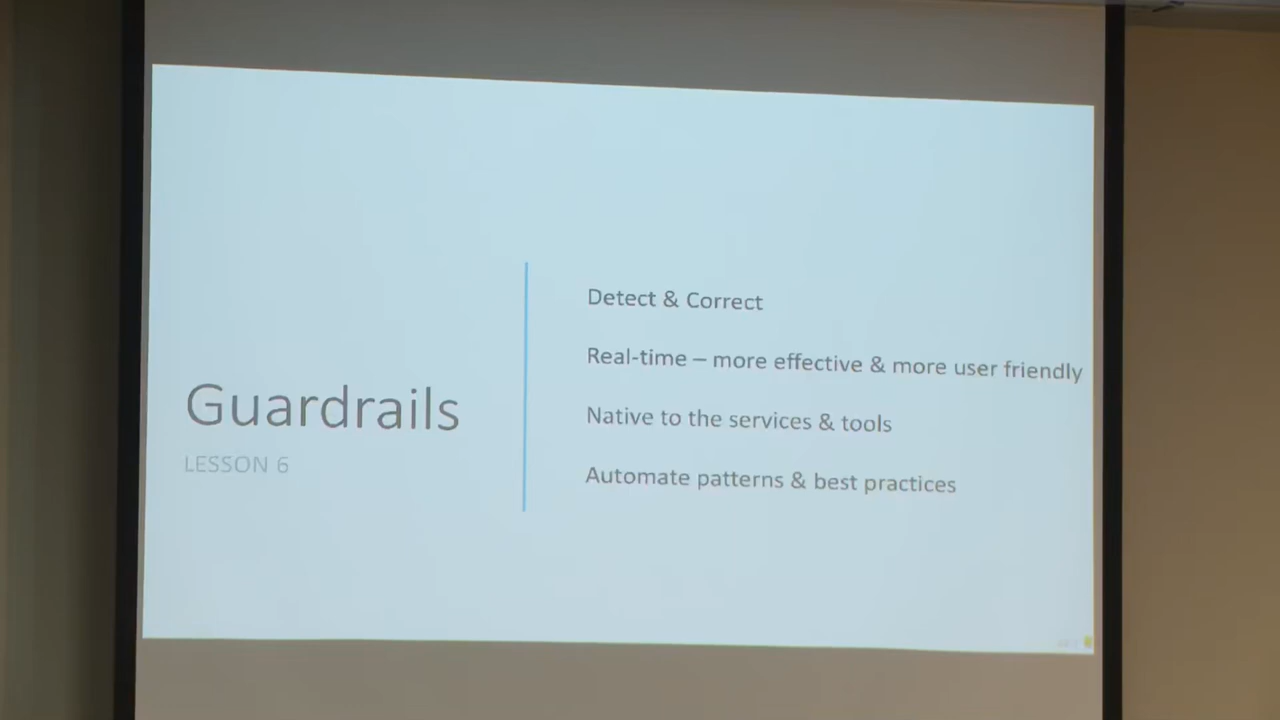 Guardrails
LESSON 6
Detect & Correct
Real-time – more effective & more user friendly
Native to the services & tools
Automate patterns & best practices